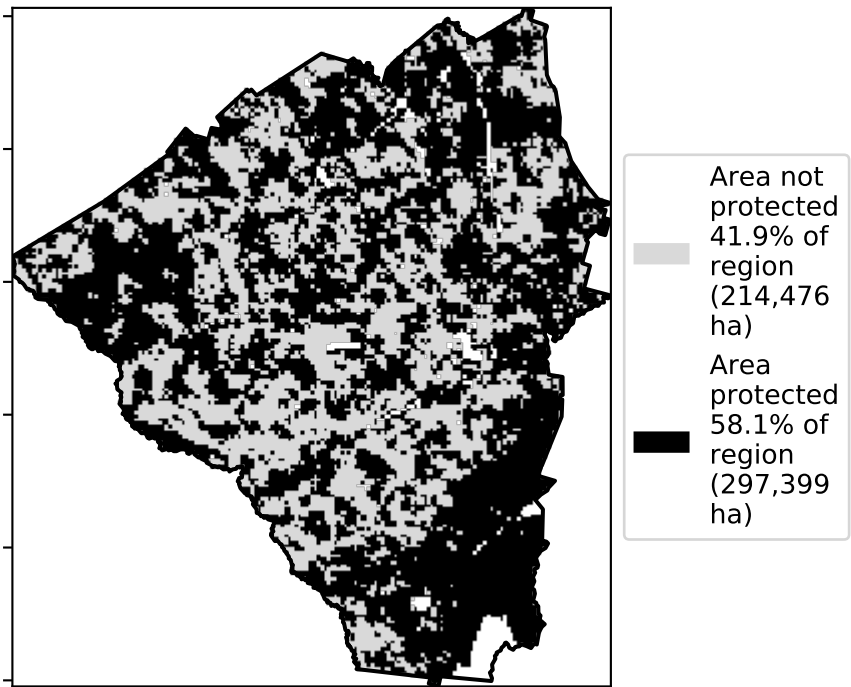 Area not
protected
41.9% of
region
(214,476
ha)
Area
protected
58.1% of
region
(297,399
ha)